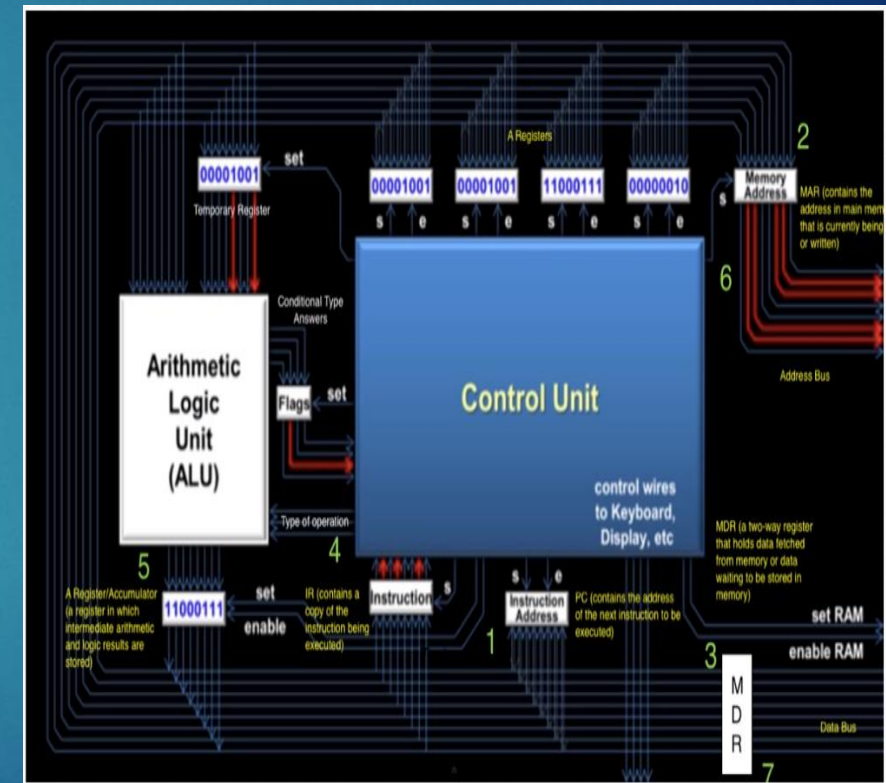 A Registers
2
00001001
set
00001001
00001001
11000111
00000010
Memory
Address
MAR (contains the
address in main mem
that is currently being
or written)
Temporary Register
s e
s e
s e
s e
s
6
Conditional Type
Answers
Arithmetic
Logic
Unit
(ALU)
Flags
set
Control Unit
Address Bus
control wires
to Keyboard,
Display, etc
Type of operation
4
MDR (a two-way register
that holds data fetched
from memory or data
waiting to be stored in
memory)
5
A Register/Accumulator
(a register in which
intermediate arithmetic
and logic results are
stored)
11000111
set
enable
IR (contains a
copy of the
instruction being
executed)
Instruction
s
s e
1
Instruction
Address
PC (contains the address
of the next instruction to be
executed)
set RAM
enable RAM
3
M
D
R
Data Bus
7